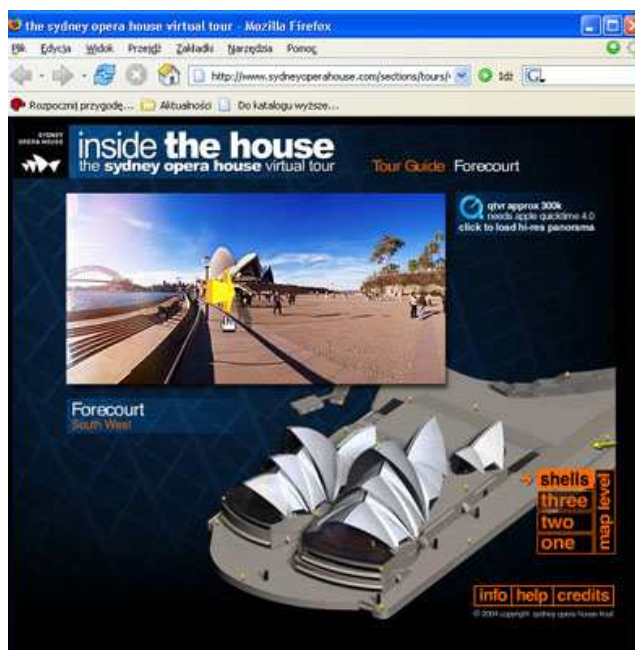 the sydney opera house virtual tour - Mozilla Firefox
Plik Edycja Widok Przejdź Zakładki Narzędzia Pomoc
http://www.sydneyoperahouse.com/sections/tours/ Idź
Rozpocznij przygodę... Aktualności Do katalogu wyższe...
SYDNEY
OPERA HOUSE
inside the house
the sydney opera house virtual tour
Tour Guide Forecourt
qtvr approx 300k
needs apple quicktime 4.0
click to load hi-res panorama
Forecourt
South West
shells
three
two
one
map level
info help credits
© 2004 copyright sydney opera house trust